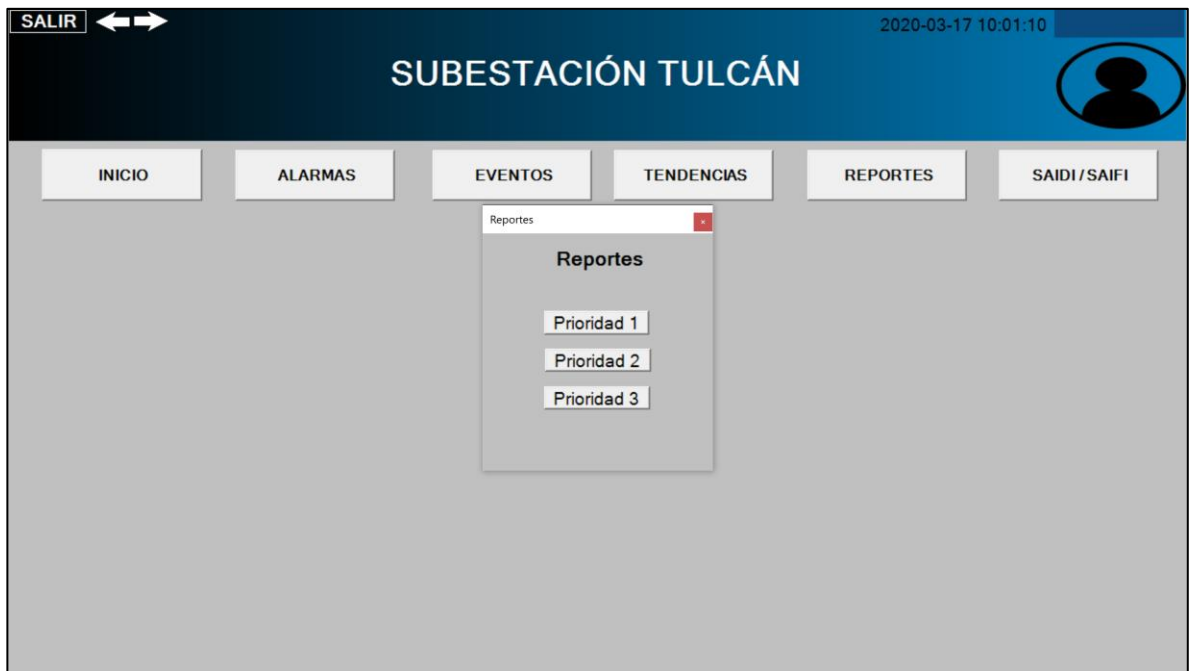 SALIR
2020-03-17 10:01:10
SUBESTACIÓN TULCÁN
INICIO
ALARMAS
EVENTOS
TENDENCIAS
REPORTES
SAIDI / SAIFI
Reportes
x
Reportes
Prioridad 1
Prioridad 2
Prioridad 3